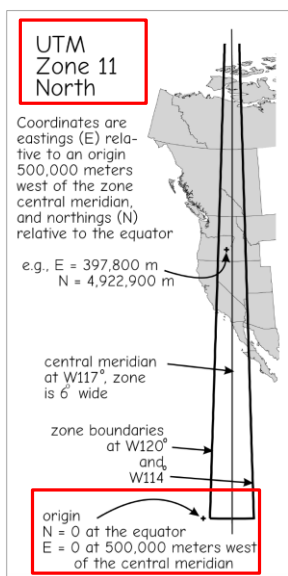 UTM
Zone 11
North
Coordinates are
eastings (E) rela-
tive to an origin
500,000 meters
west of the zone
central meridian,
and northings (N)
relative to the equator
e.g., E = 397,800 m
N = 4,922,900 m
central meridian
at W117°, zone
is 6° wide
zone boundaries
at W120°
and
W114°
origin
N = 0 at the equator
E = 0 at 500,000 meters west
of the central meridian